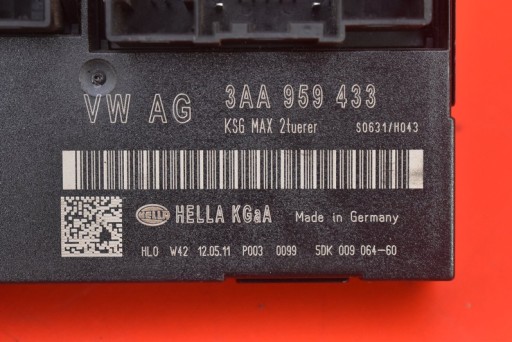 VW AG 3AA 959 433
KSG MAX 2tuerer S0631/H043
HELLA HELLA KGaA Made in Germany
HLO W42 12.05.11 P003 0099 5DK 009 064-60